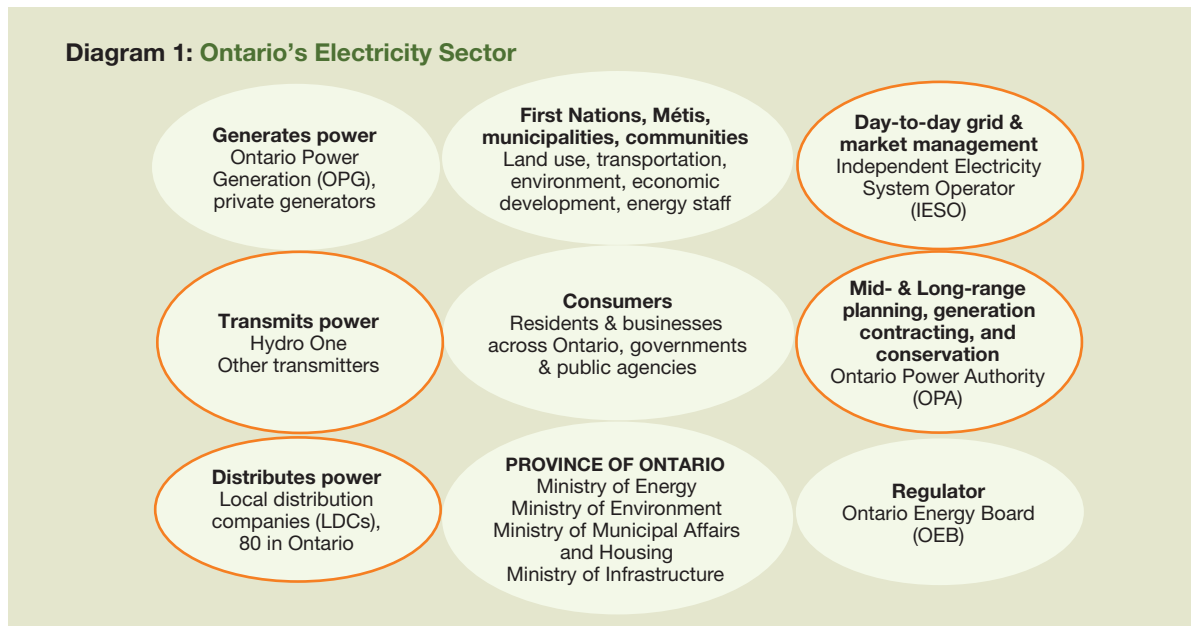 Diagram 1: Ontario’s Electricity Sector
Generates power
Ontario Power
Generation (OPG),
private generators
First Nations, Métis,
municipalities, communities
Land use, transportation,
environment, economic
development, energy staff
Day-to-day grid &
market management
Independent Electricity
System Operator
(IESO)
Transmits power
Hydro One
Other transmitters
Consumers
Residents & businesses
across Ontario, governments
& public agencies
Mid- & Long-range
planning, generation
contracting, and
conservation
Ontario Power Authority
(OPA)
Distributes power
Local distribution
companies (LDCs),
80 in Ontario
PROVINCE OF ONTARIO
Ministry of Energy
Ministry of Environment
Ministry of Municipal Affairs
and Housing
Ministry of Infrastructure
Regulator
Ontario Energy Board
(OEB)